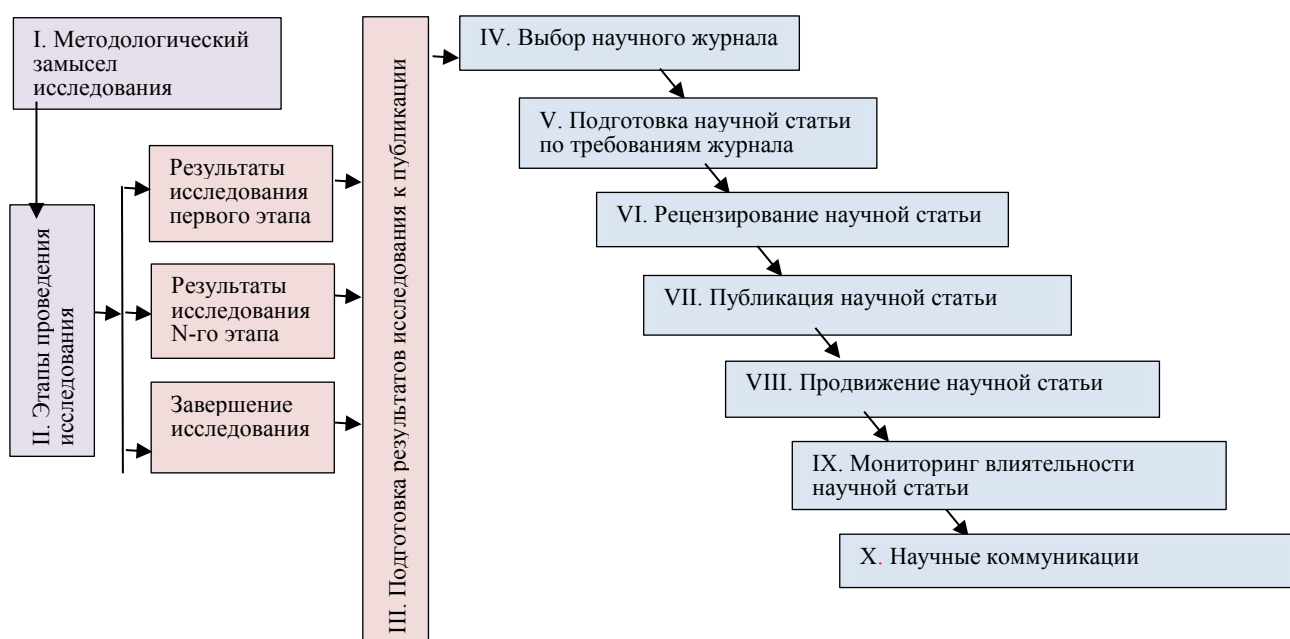 I. Методологический
замысел
исследования
II. Этапы проведения
исследования
Результаты
исследования
первого этапа
Результаты
исследования
N-го этапа
Завершение
исследования
III. Подготовка результатов исследования к публикации
IV. Выбор научного журнала
V. Подготовка научной статьи
по требованиям журнала
VI. Рецензирование научной статьи
VII. Публикация научной статьи
VIII. Продвижение научной статьи
IX. Мониторинг влиятельности
научной статьи
X. Научные коммуникации